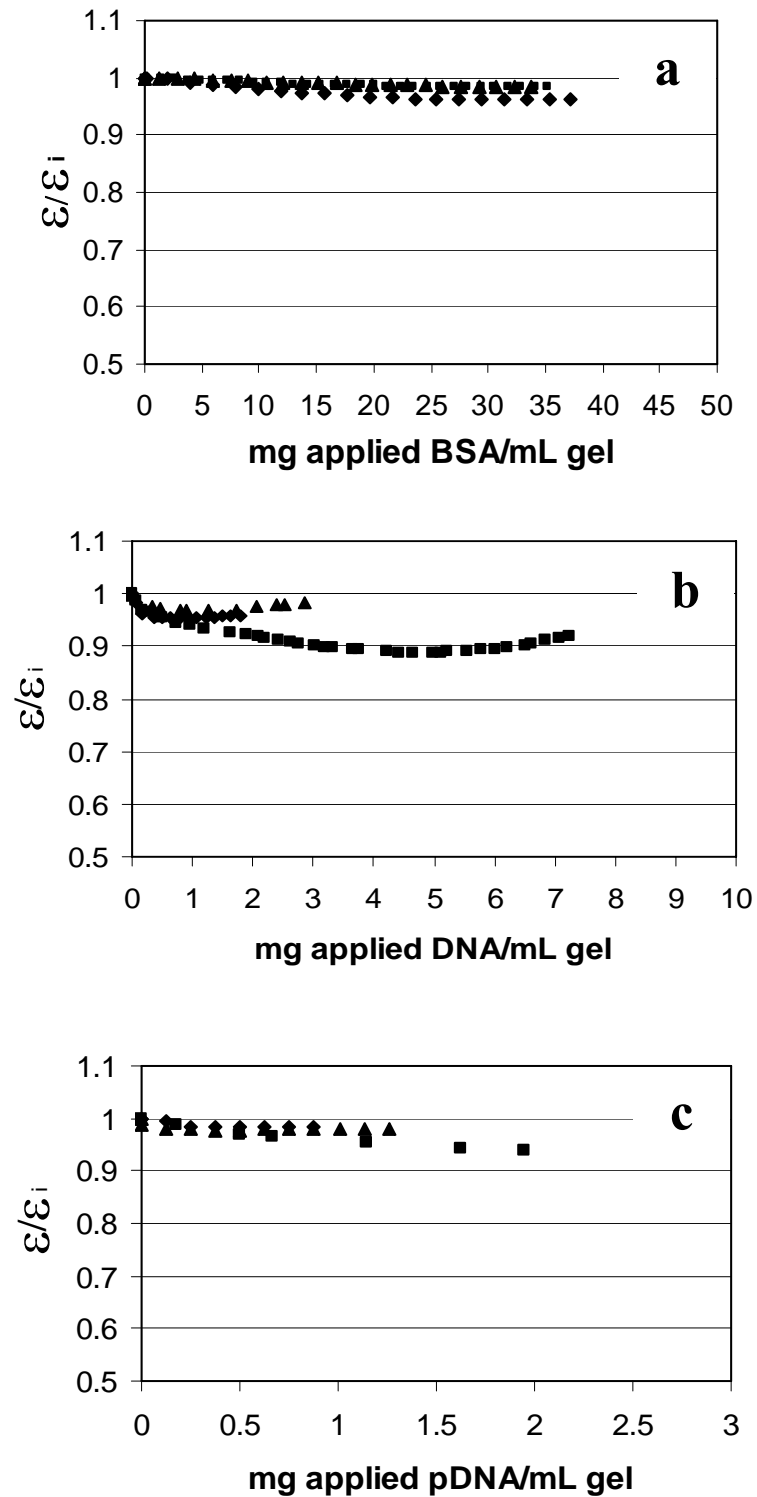 1.1
a
1
0.9
0.8
0.7
0.6
0.5
ε/εi
0 5 10 15 20 25 30 35 40 45 50
mg applied BSA/mL gel
1.1
b
1
0.9
0.8
0.7
0.6
0.5
ε/εi
0 1 2 3 4 5 6 7 8 9 10
mg applied DNA/mL gel
1.1
c
1
0.9
0.8
0.7
0.6
0.5
ε/εi
0 0.5 1 1.5 2 2.5 3
mg applied pDNA/mL gel